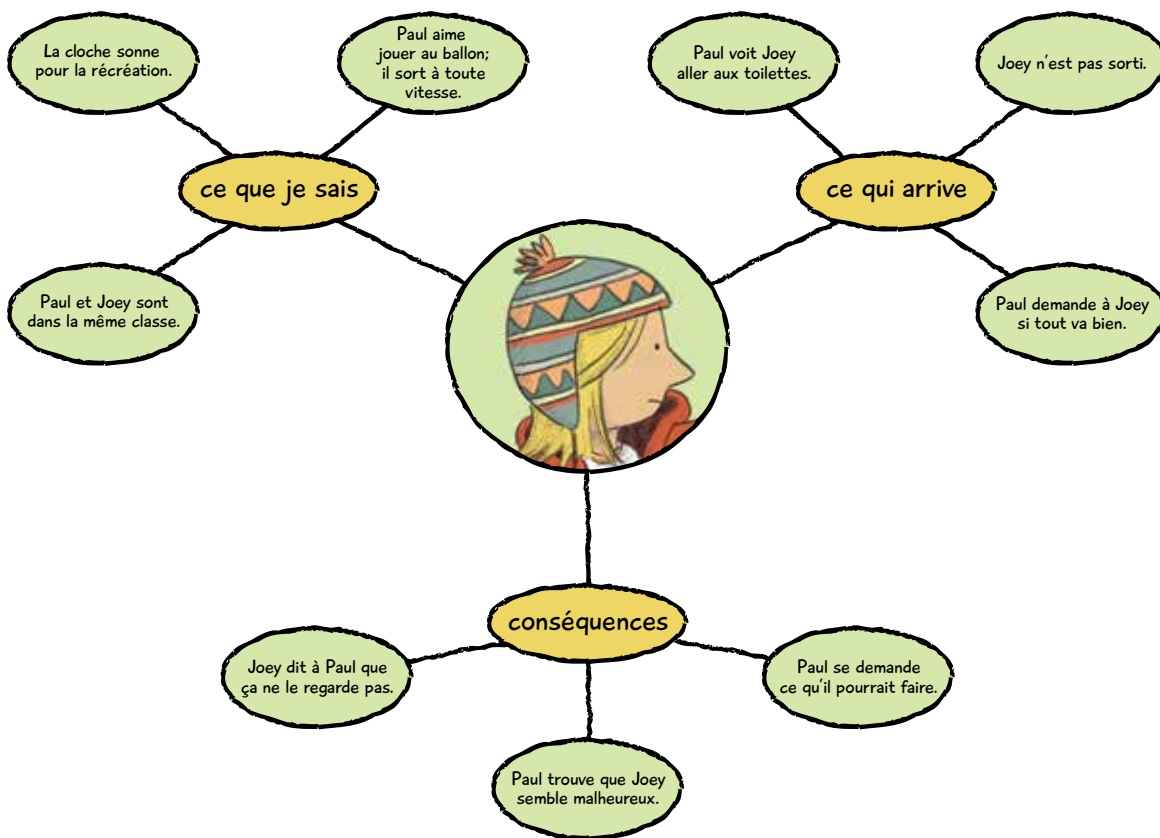 La cloche sonne
pour la récréation.
Paul aime
jouer au ballon;
il sort à toute
vitesse.
ce que je sais
Paul et Joey sont
dans la même classe.
Paul voit Joey
aller aux toilettes.
Joey n'est pas sorti.
ce qui arrive
Paul demande à Joey
si tout va bien.
conséquences
Joey dit à Paul que
ça ne le regarde pas.
Paul trouve que Joey
semble malheureux.
Paul se demande
ce qu'il pourrait faire.